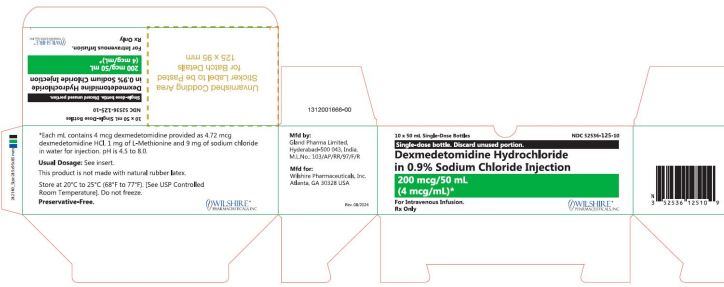 10 x 50 mL Single-Dose Bottles
NDC 52536-125-10
Single-dose bottle. Discard unused portion.
Dexmedetomidine Hydrochloride
in 0.9% Sodium Chloride Injection
200 mcg/50 mL
(4 mcg/mL)*
For Intravenous Infusion.
Rx Only
WILSHIRE
PHARMACEUTICALS, INC.
Unvarnished Codding Area
Sticker Label to be Pasted
for Batch Details
125 x 95 mm
*Each mL contains 4 mcg dexmedetomidine provided as 4.72 mcg
dexmedetomidine HCl, 1 mg of L-Methionine and 9 mg of sodium chloride
in water for injection. pH is 4.5 to 8.0.
Usual Dosage: See insert.
This product is not made with natural rubber latex.
Store at 20°C to 25°C (68°F to 77°F). [See USP Controlled
Room Temperature]. Do not freeze.
Preservative-Free.
WILSHIRE
PHARMACEUTICALS, INC.
1312001666-00
Mfd by:
Gland Pharma Limited,
Hyderabad-500 043, India.
M.L.No.: 103/AP/RR/97/F/R
Mfd for:
Wilshire Pharmaceuticals, Inc.
Atlanta, GA 30328 USA
Rev. 08/2024
10 x 50 mL Single-Dose Bottles NDC 52536-125-10
Single-dose bottle. Discard unused portion.
Dexmedetomidine Hydrochloride
in 0.9% Sodium Chloride Injection
200 mcg/50 mL
(4 mcg/mL)*
For Intravenous Infusion.
Rx Only
WILSHIRE
PHARMACEUTICALS, INC.
N
3 52536 12510 9